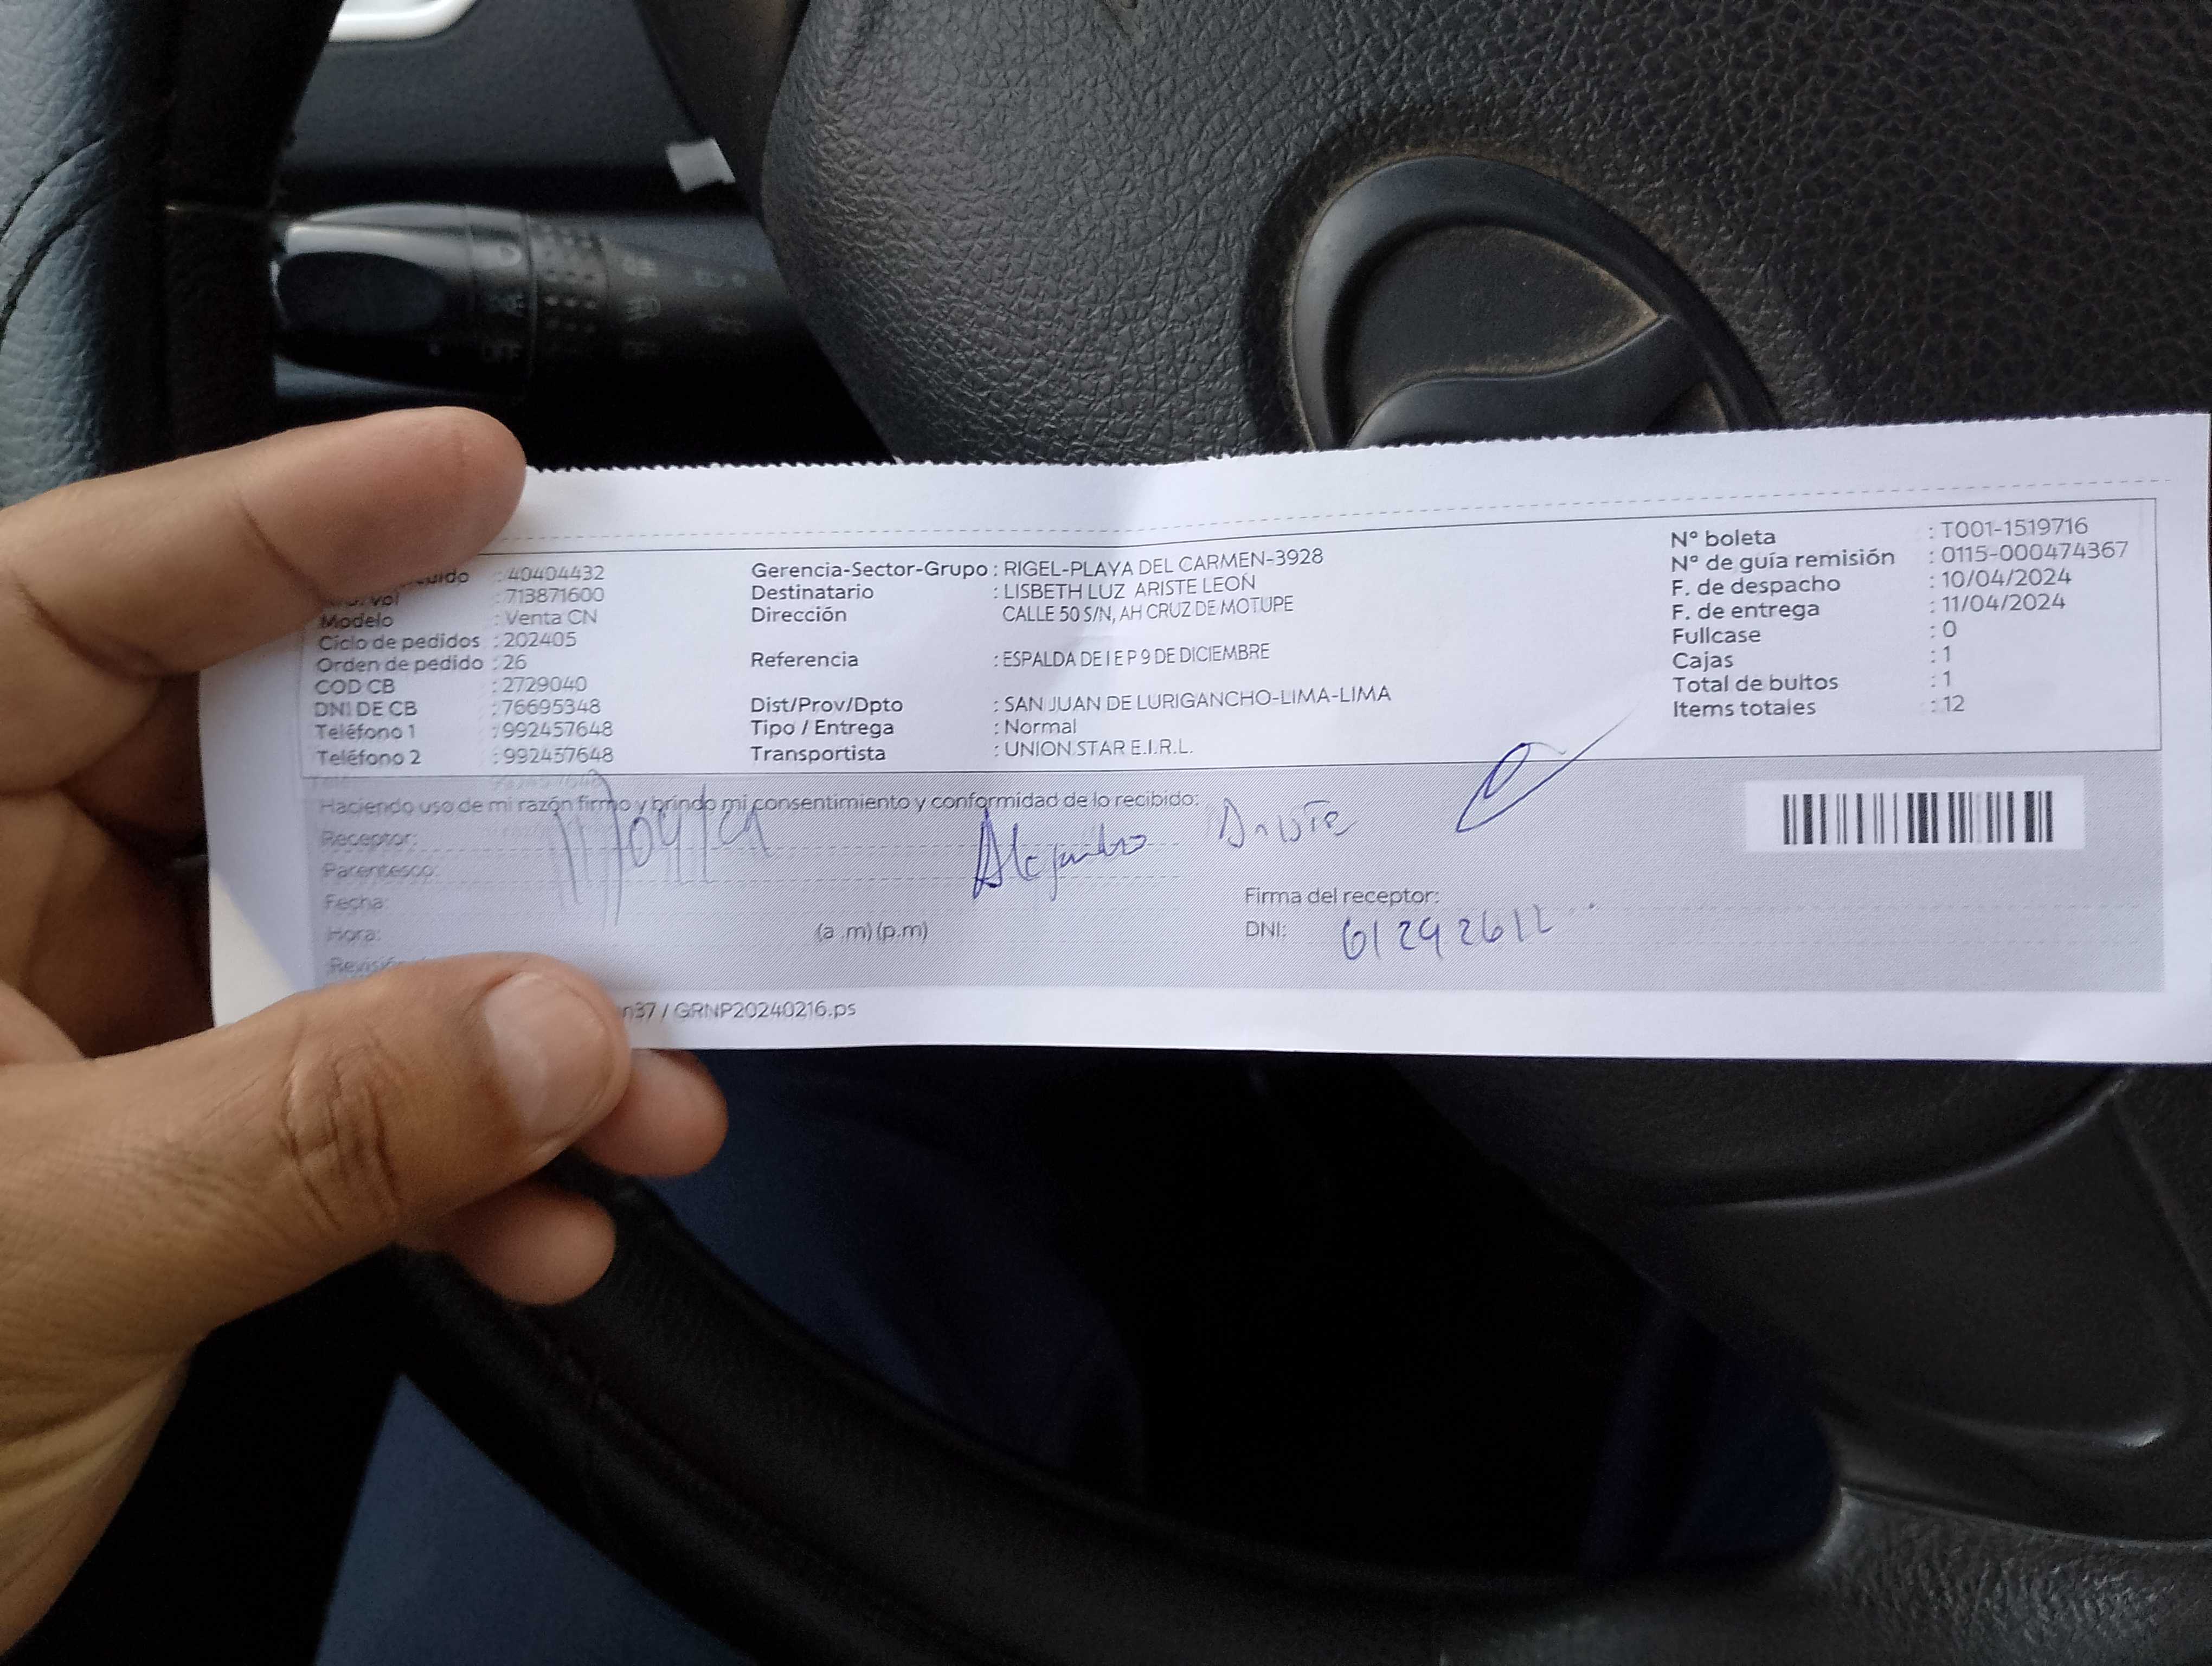 : 40404432
: 713871600
Modelo : Venta CN
Ciclo de pedidos : 202405
Orden de pedido : 26
COD CB : 2729040
DNI DE CB : 76695348
Teléfono 1 : 992457648
Teléfono 2 : 992457648
Gerencia-Sector-Grupo : RIGEL-PLAYA DEL CARMEN-3928
Destinatario : LISBETH LUZ ARISTE LEON
Dirección CALLE 50 S/N, AH CRUZ DE MOTUPE
Referencia : ESPALDA DE I E P 9 DE DICIEMBRE
Dist/Prov/Dpto : SAN JUAN DE LURIGANCHO-LIMA-LIMA
Tipo / Entrega : Normal
Transportista : UNION STAR E.I.R.L.
Nº boleta : T001-1519716
Nº de guía remisión : 0115-000474367
F. de despacho : 10/04/2024
F. de entrega : 11/04/2024
Fullcase : 0
Cajas : 1
Total de bultos : 1
Items totales : 12
Haciendo uso de mi razón firmo y brindo mi consentimiento y conformidad de lo recibido:
Receptor: Alejandro Ariste
Parentesco:
Fecha:
Hora: (a .m) (p.m)
Firma del receptor:
DNI: 61292612
n37 / GRNP20240216.ps